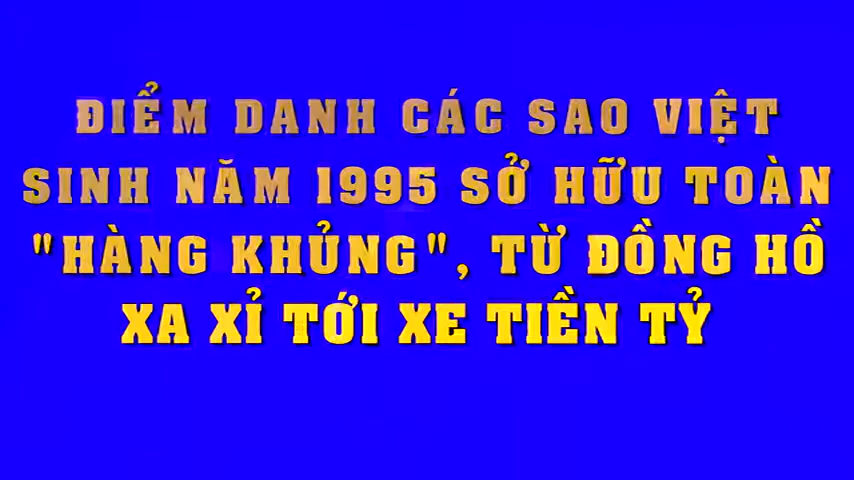 ĐIỂM DANH CÁC SAO VIỆT
SINH NĂM 1995 SỞ HỮU TOÀN
"HÀNG KHỦNG", TỪ ĐỒNG HỒ
XA XỈ TỚI XE TIỀN TỶ